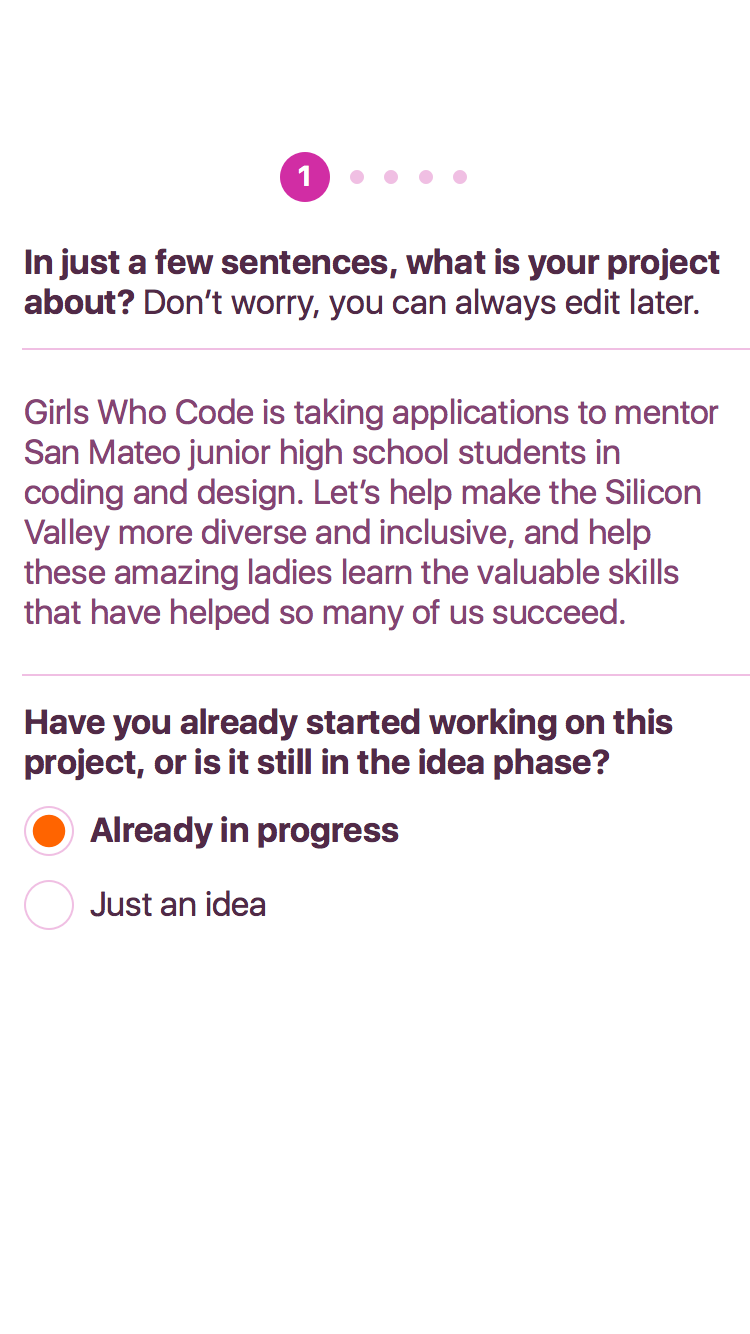 1
In just a few sentences, what is your project
about? Don’t worry, you can always edit later.
Girls Who Code is taking applications to mentor
San Mateo junior high school students in
coding and design. Let’s help make the Silicon
Valley more diverse and inclusive, and help
these amazing ladies learn the valuable skills
that have helped so many of us succeed.
Have you already started working on this
project, or is it still in the idea phase?
Already in progress
Just an idea